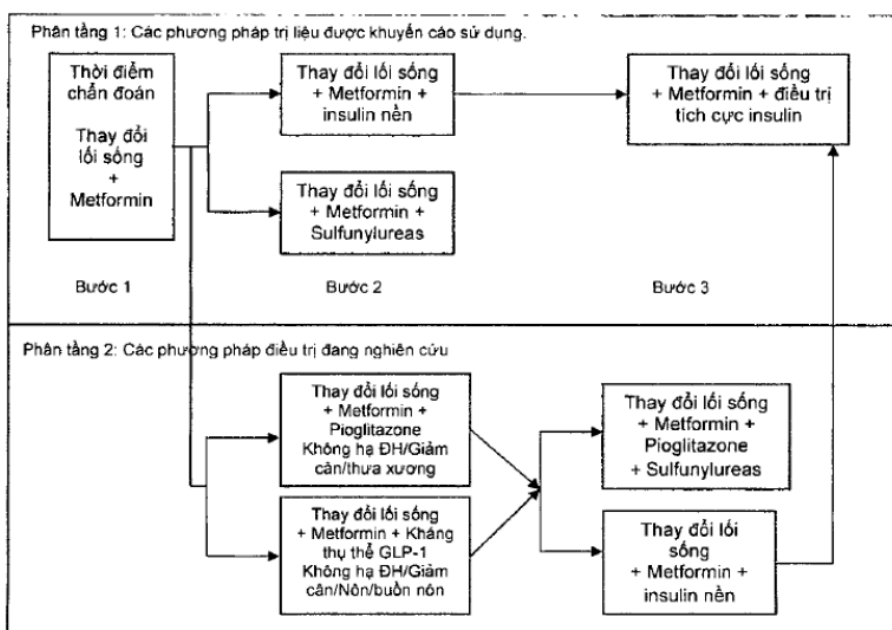 Phân tầng 1: Các phương pháp trị liệu được khuyến cáo sử dụng.
Thời điểm
chẩn đoán
Thay đổi
lối sống
+
Metformin
Thay đổi lối sống
+ Metformin +
insulin nền
Thay đổi lối sống
+ Metformin +
Sulfunylureas
Thay đổi lối sống
+ Metformin + điều trị
tích cực insulin
Bước 1
Bước 2
Bước 3
Phân tầng 2: Các phương pháp điều trị đang nghiên cứu
Thay đổi lối sống
+ Metformin +
Pioglitazone
Không hạ ĐH/Giảm
cân/thưa xương
Thay đổi lối sống
+ Metformin + Kháng
thụ thể GLP-1
Không hạ ĐH/Giảm
cân/Nôn/buồn nôn
Thay đổi lối sống
+ Metformin +
Pioglitazone
+ Sulfunylureas
Thay đổi lối
sống
+ Metformin +
insulin nền